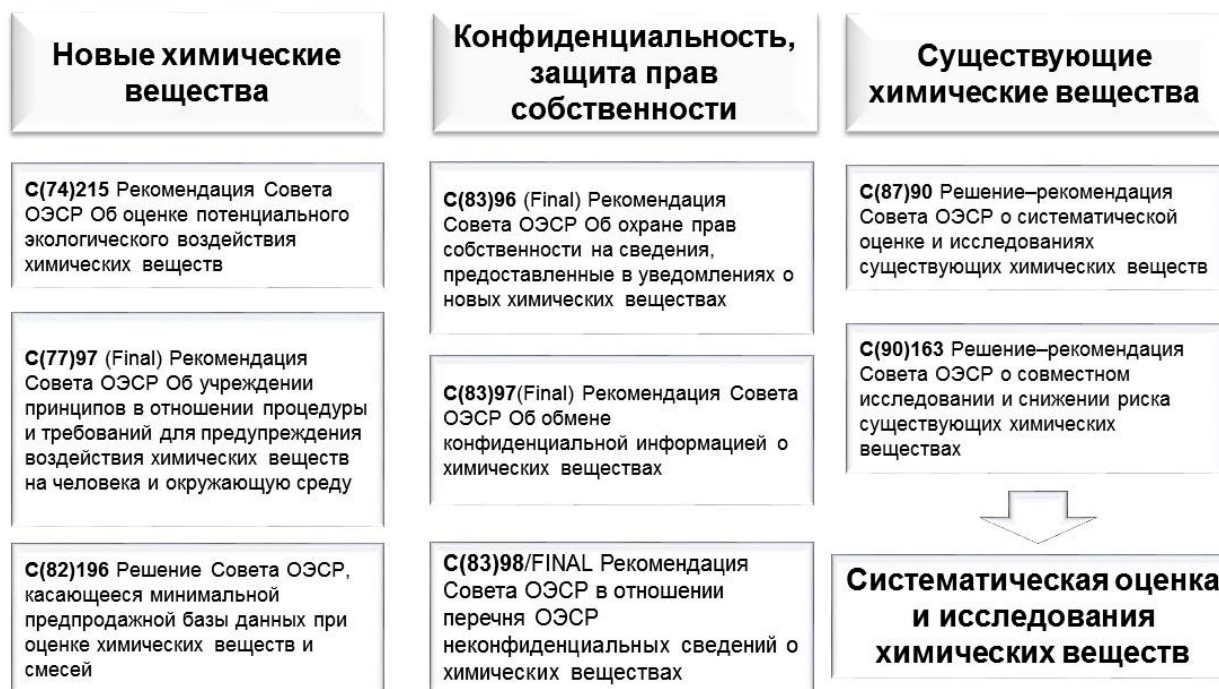 Новые химические
вещества
C(74)215 Рекомендация Совета
ОЭСР Об оценке потенциального
экологического воздействия
химических веществ
C(77)97 (Final) Рекомендация
Совета ОЭСР Об учреждении
принципов в отношении процедуры
и требований для предупреждения
воздействия химических веществ
на человека и окружающую среду
C(82)196 Решение Совета ОЭСР,
касающееся минимальной
предпродажной базы данных при
оценке химических веществ и
смесей
Конфиденциальность,
защита прав
собственности
C(83)96 (Final) Рекомендация
Совета ОЭСР Об охране прав
собственности на сведения,
предоставленные в уведомлениях о
новых химических веществах
C(83)97(Final) Рекомендация Совета
ОЭСР Об обмене
конфиденциальной информацией о
химических веществах
C(83)98/FINAL Рекомендация
Совета ОЭСР в отношении
перечня ОЭСР
неконфиденциальных сведений о
химических веществах
Существующие
химические вещества
C(87)90 Решение–рекомендация
Совета ОЭСР о систематической
оценке и исследованиях
существующих химических веществ
C(90)163 Решение–рекомендация
Совета ОЭСР о совместном
исследовании и снижении риска
существующих химических
веществах
Систематическая оценка
и исследования
химических веществ